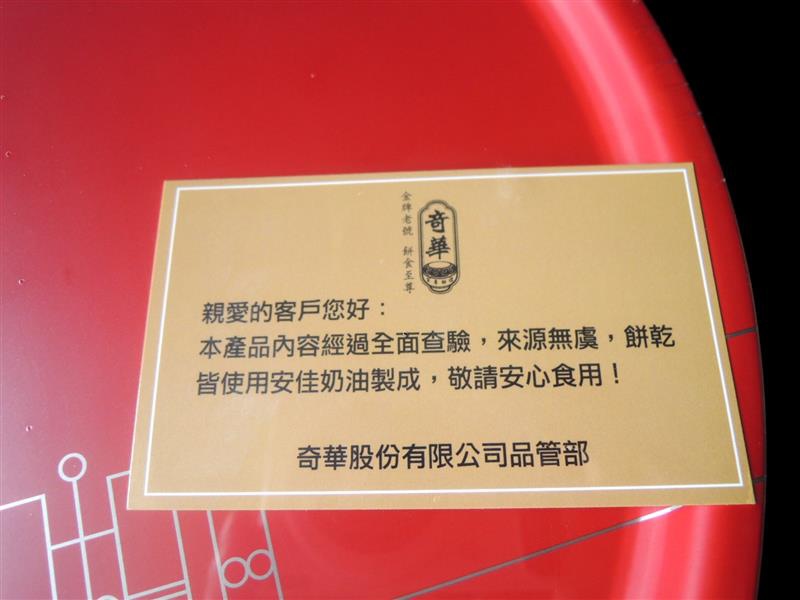 金牌老號 餅食至尊
奇華
親愛的客戶您好：
本產品內容經過全面查驗，來源無虞，餅乾
皆使用安佳奶油製成，敬請安心食用！
奇華股份有限公司品管部